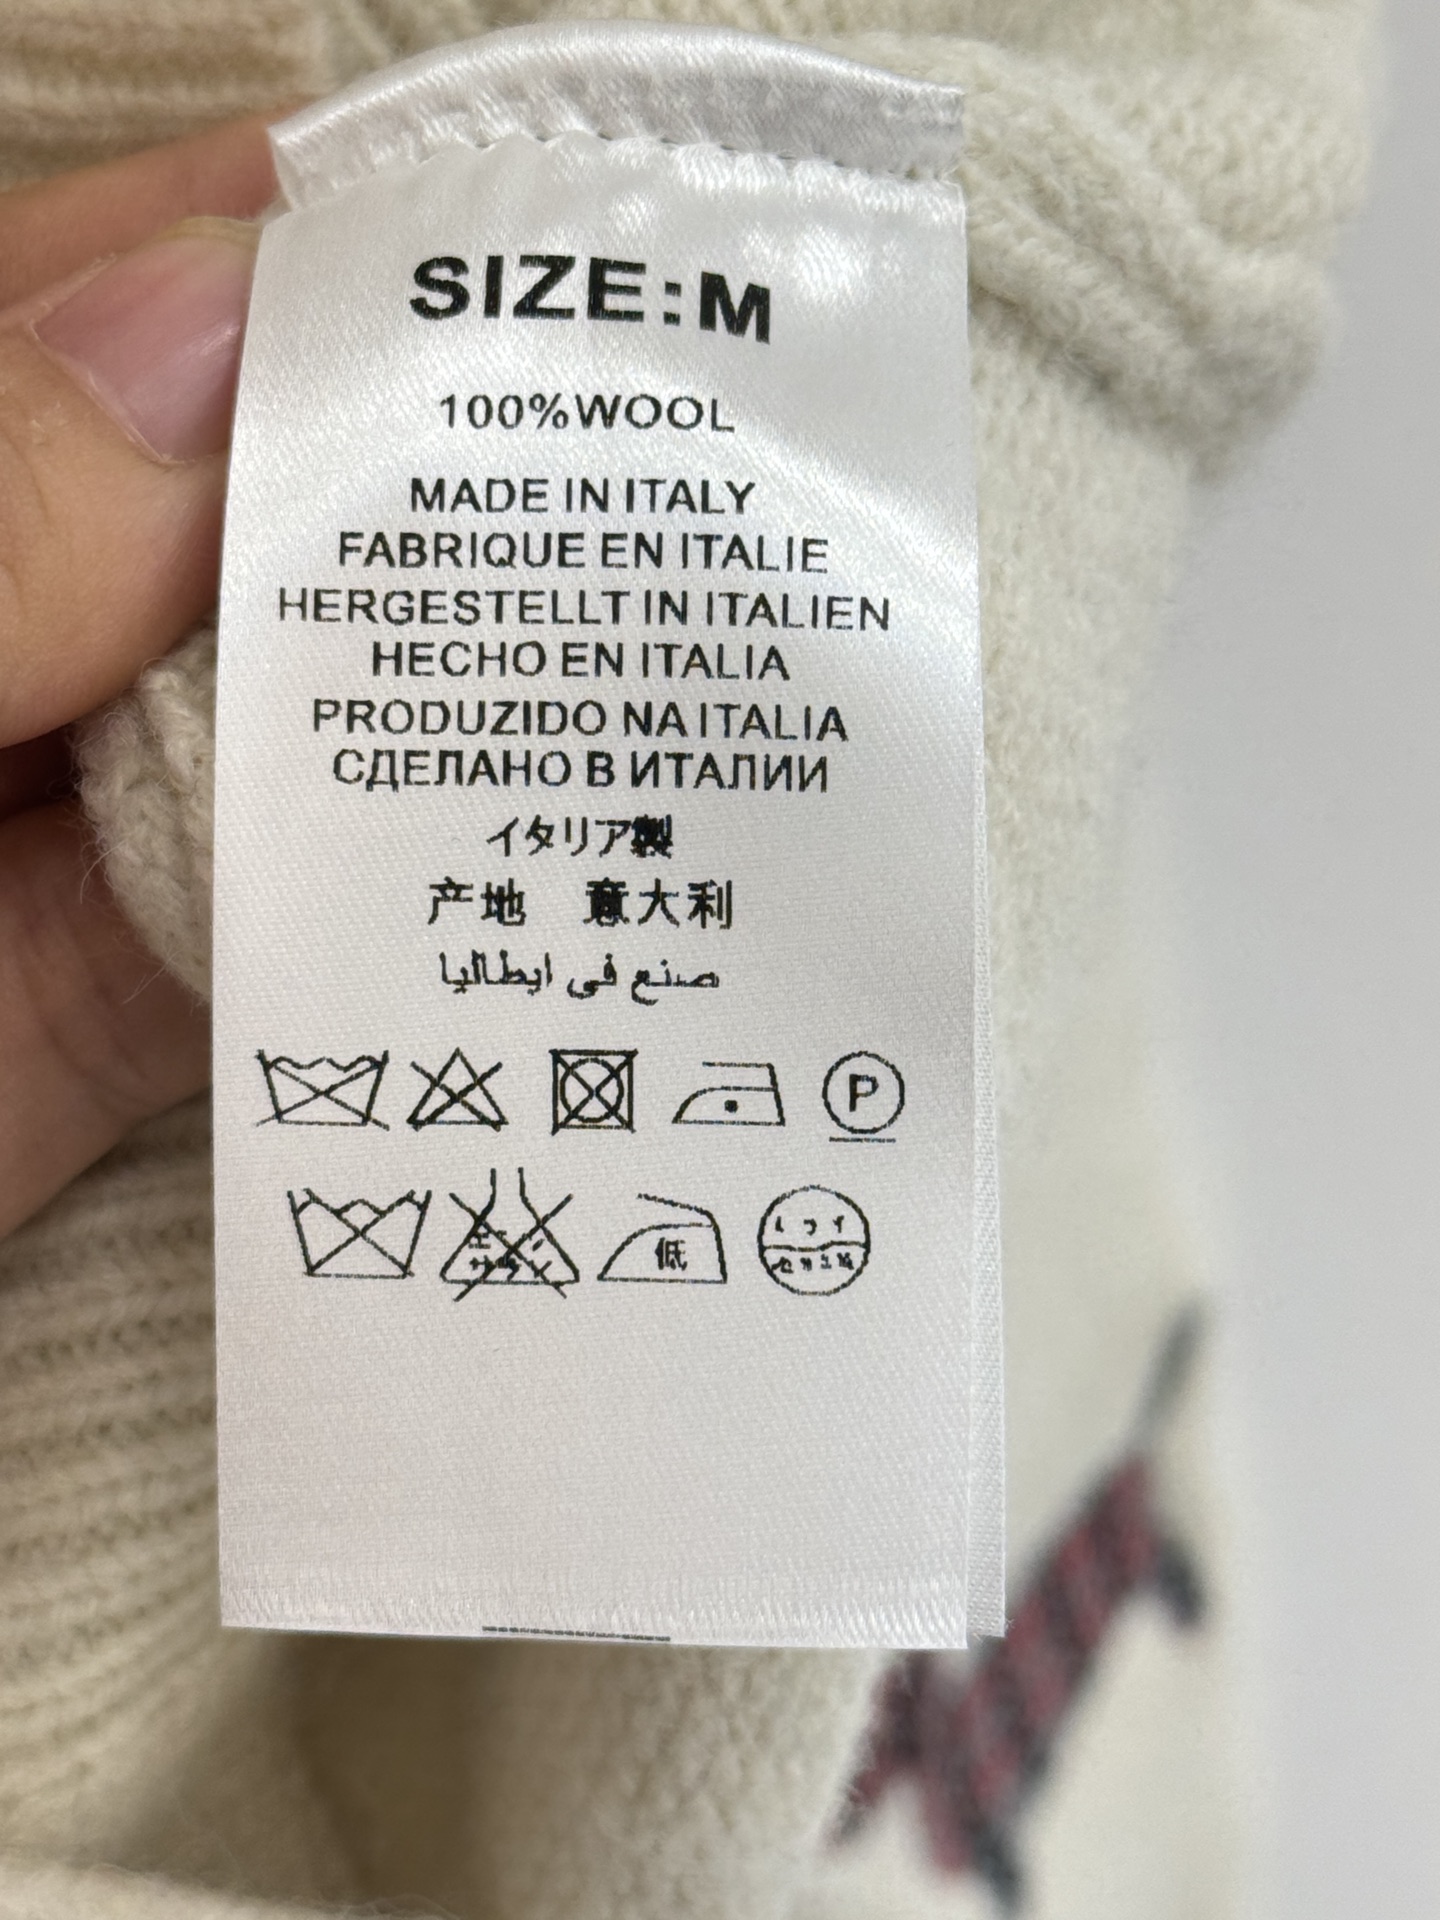 SIZE:M
100%WOOL
MADE IN ITALY
FABRIQUE EN ITALIE
HERGESTELLT IN ITALIEN
HECHO EN ITALIA
PRODUZIDO NA ITALIA
СДЕЛАНО В ИТАЛИИ
イタリア製
产地 意大利
صنع في ايطاليا
P
低